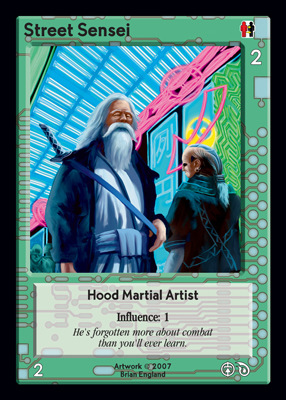 Street Sensei
2
Hood Martial Artist
Influence: 1
He's forgotten more about combat
than you'll ever learn.
2
Artwork © 2007
Brian England